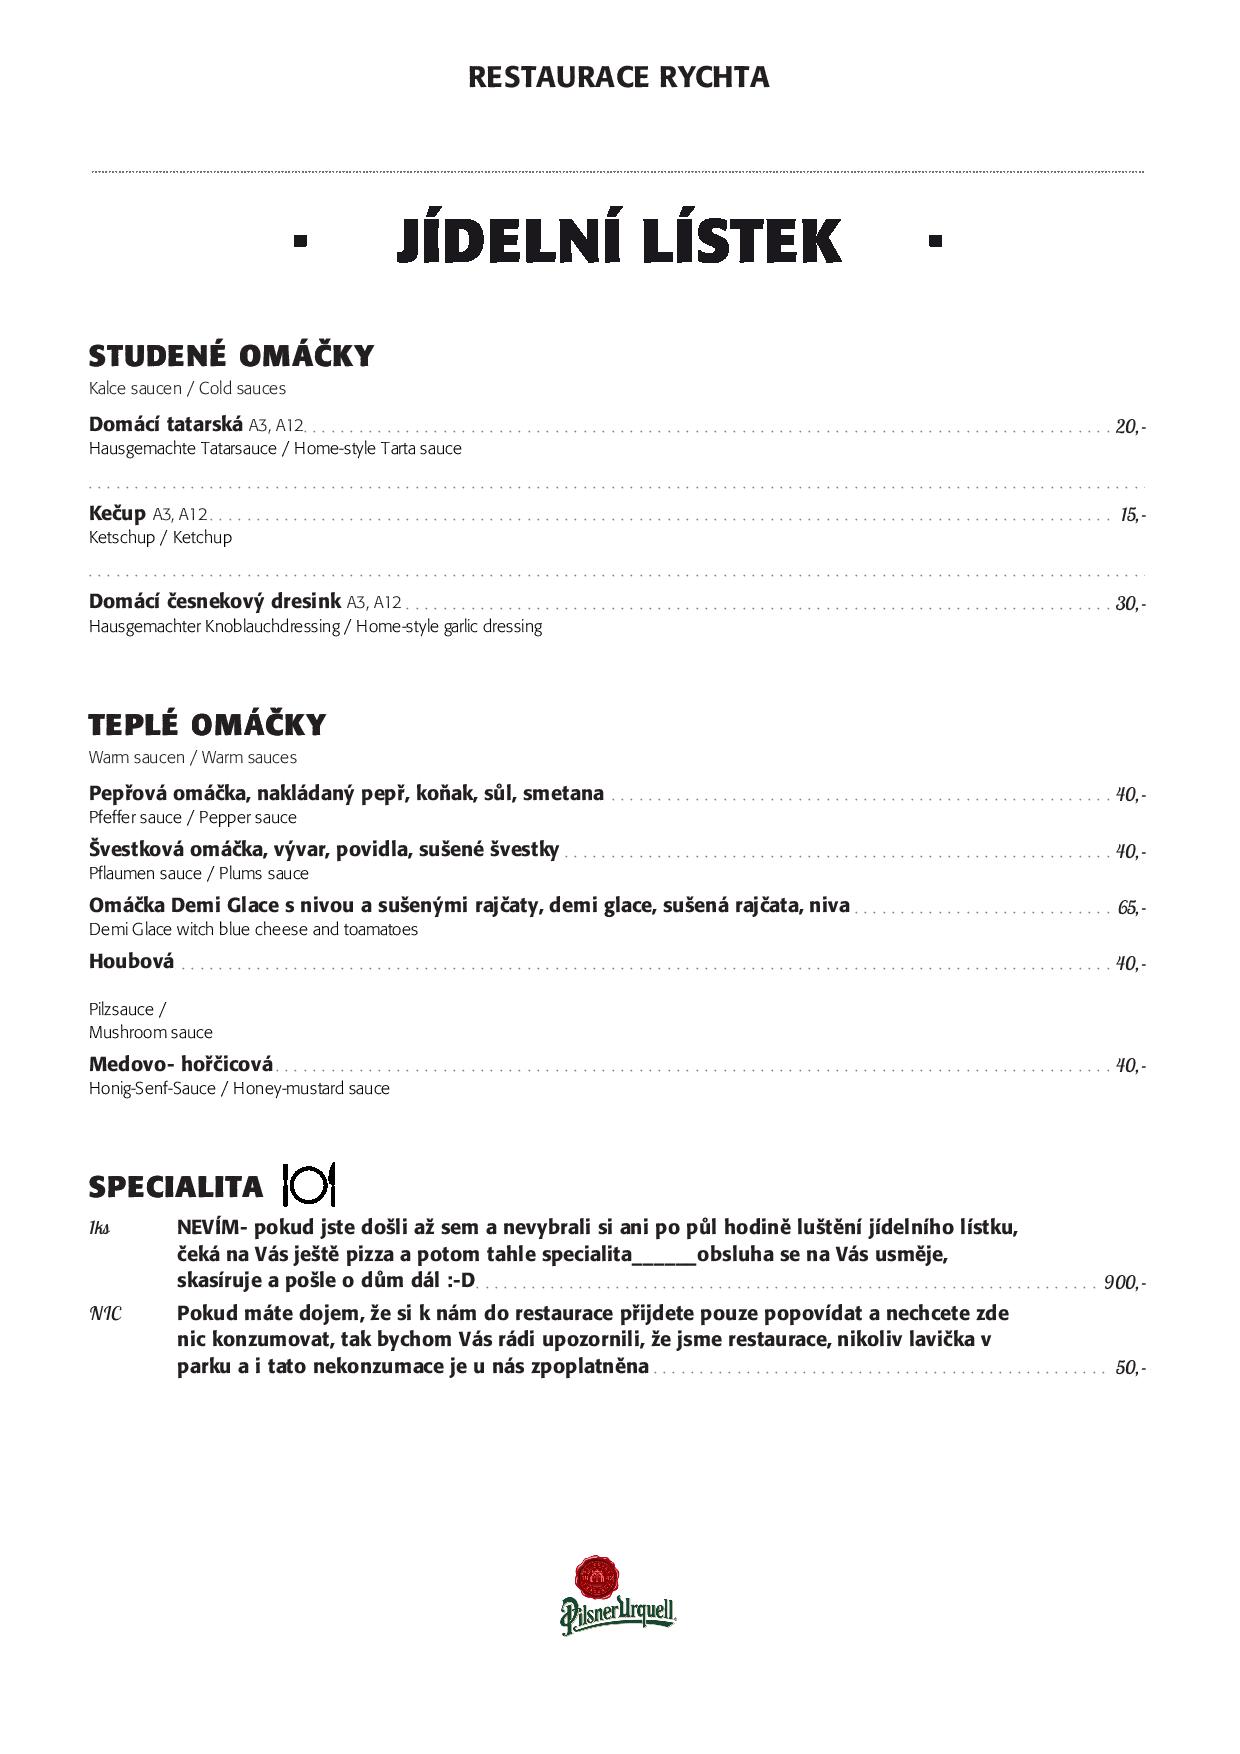 RESTAURACE RYCHTA
▪ JÍDELNÍ LÍSTEK ▪
STUDENÉ OMÁČKY
Kalce saucen / Cold sauces
Domácí tatarská A3, A12 20,-
Hausgemachte Tatarsauce / Home-style Tarta sauce
Kečup A3, A12 15,-
Ketschup / Ketchup
Domácí česnekový dresink A3, A12 30,-
Hausgemachter Knoblauchdressing / Home-style garlic dressing
TEPLÉ OMÁČKY
Warm saucen / Warm sauces
Pepřová omáčka, nakládaný pepř, koňak, sůl, smetana 40,-
Pfeffer sauce / Pepper sauce
Švestková omáčka, vývar, povidla, sušené švestky 40,-
Pflaumen sauce / Plums sauce
Omáčka Demi Glace s nivou a sušenými rajčaty, demi glace, sušená rajčata, niva 65,-
Demi Glace witch blue cheese and toamatoes
Houbová 40,-
Pilzsauce /
Mushroom sauce
Medovo- hořčicová 40,-
Honig-Senf-Sauce / Honey-mustard sauce
SPECIALITA
1ks NEVÍM- pokud jste došli až sem a nevybrali si ani po půl hodině luštění jídelního lístku,
čeká na Vás ještě pizza a potom tahle specialita______obsluha se na Vás usměje,
skasíruje a pošle o dům dál :-D 900,-
NIC Pokud máte dojem, že si k nám do restaurace přijdete pouze popovídat a nechcete zde
nic konzumovat, tak bychom Vás rádi upozornili, že jsme restaurace, nikoliv lavička v
parku a i tato nekonzumace je u nás zpoplatněna 50,-
Pilsner Urquell